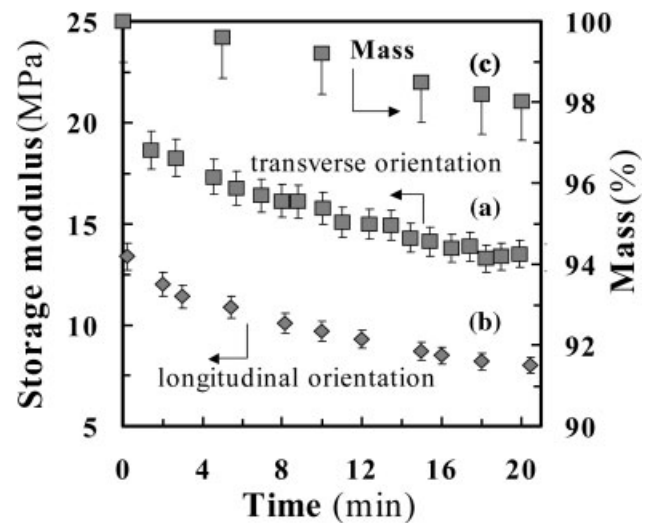 25
20
15
10
5
Storage modulus(MPa)
100
98
96
94
92
90
Mass(%)
Mass
(c)
transverse orientation
(a)
(b)
longitudinal orientation
0 4 8 12 16 20
Time (min)